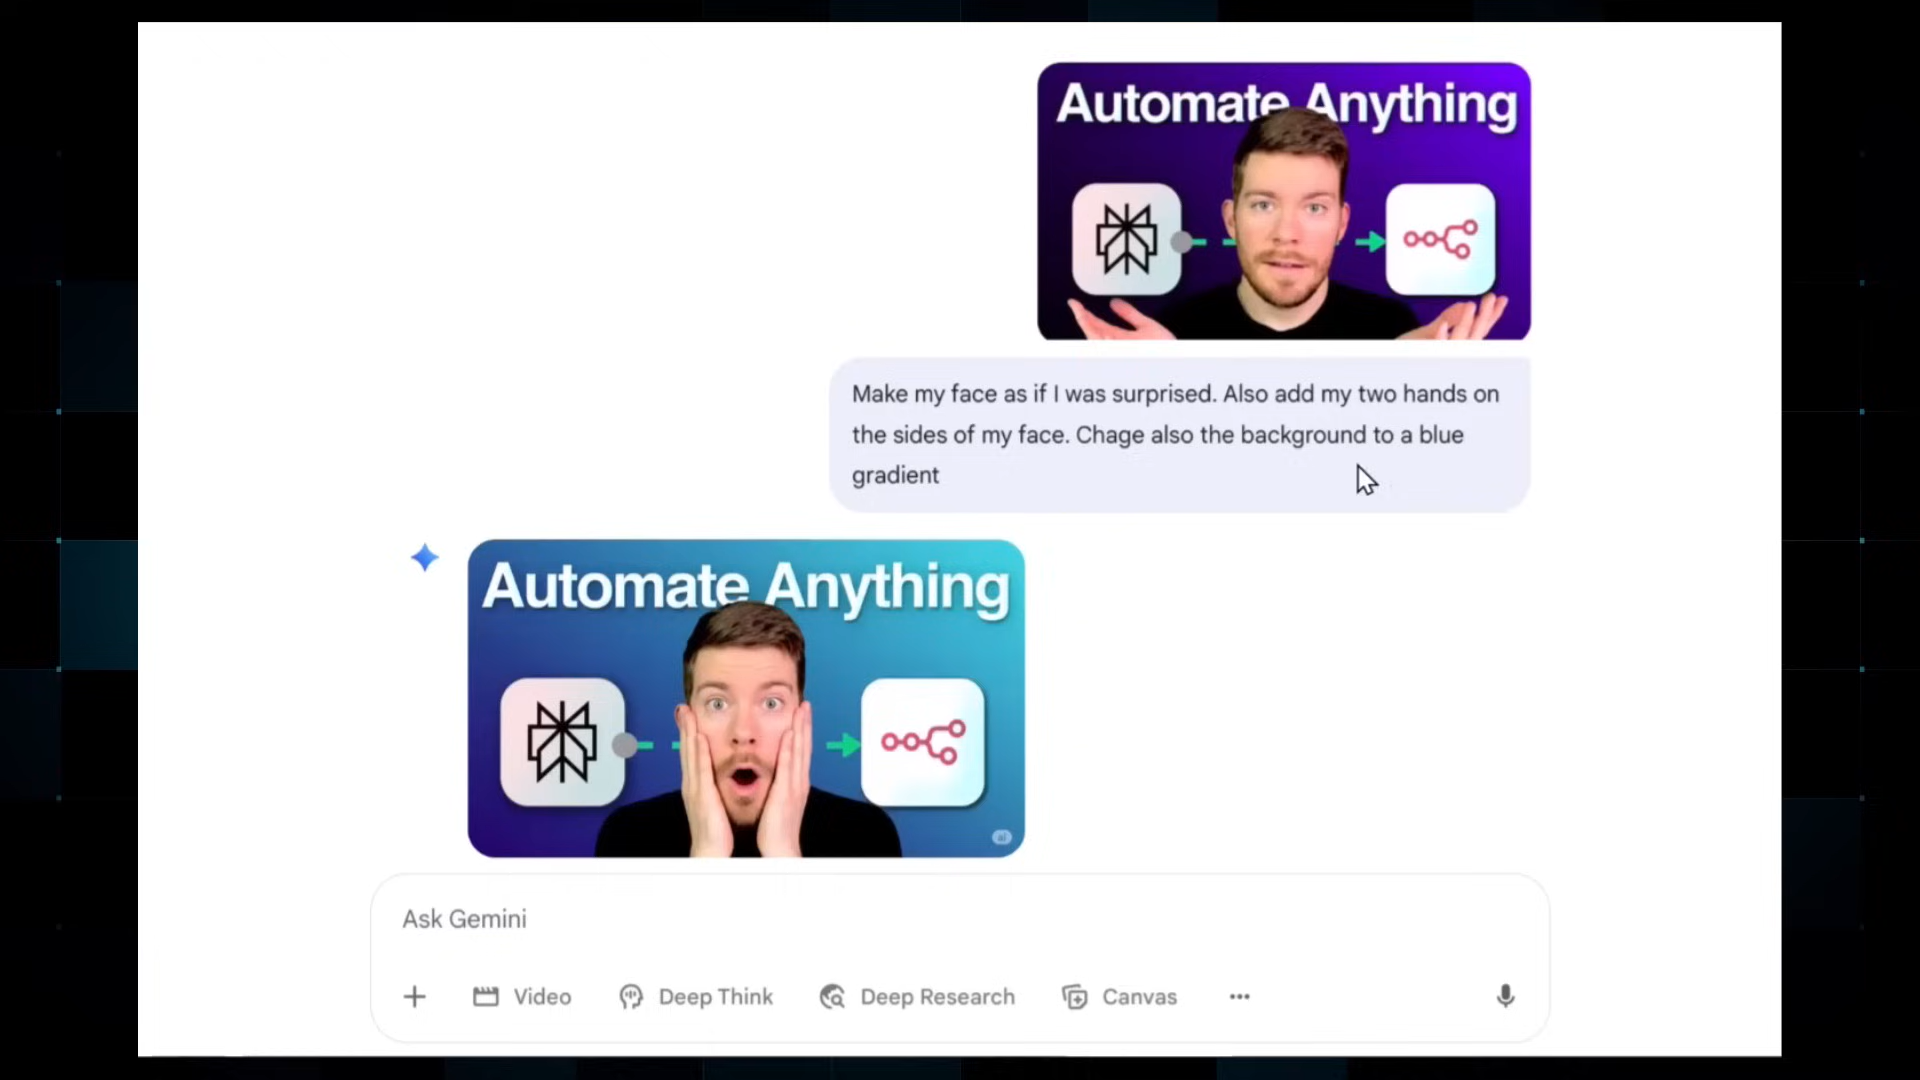 Automate Anything
Make my face as if I was surprised. Also add my two hands on
the sides of my face. Chage also the background to a blue
gradient
Automate Anything
ai
Ask Gemini
Video
Deep Think
Deep Research
Canvas